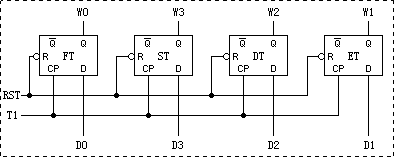 W0 W3 W2 W1
Q̅ Q Q̅ Q Q̅ Q Q̅ Q
R FT R ST R DT R ET
CP D CP D CP D CP D
RST
T1
D0 D3 D2 D1